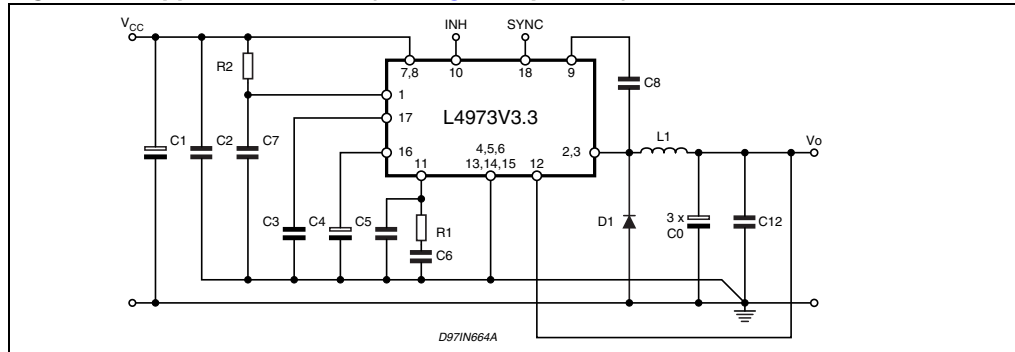 VCC
INH
SYNC
R2
7,8
10
18
9
C8
1
L4973V3.3
17
L1
Vo
C1
C2
C7
16
4,5,6
2,3
11
13,14,15
12
C3
C4
C5
R1
D1
3 x
C0
C12
C6
D97IN664A